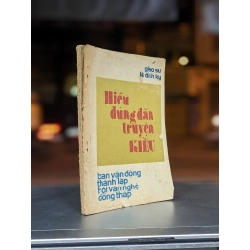 giáo sư
lê đình kỵ
Hiểu
đúng đắn
truyện
KIỀU
ban vận động
thành lập
hội văn nghệ
đồng tháp